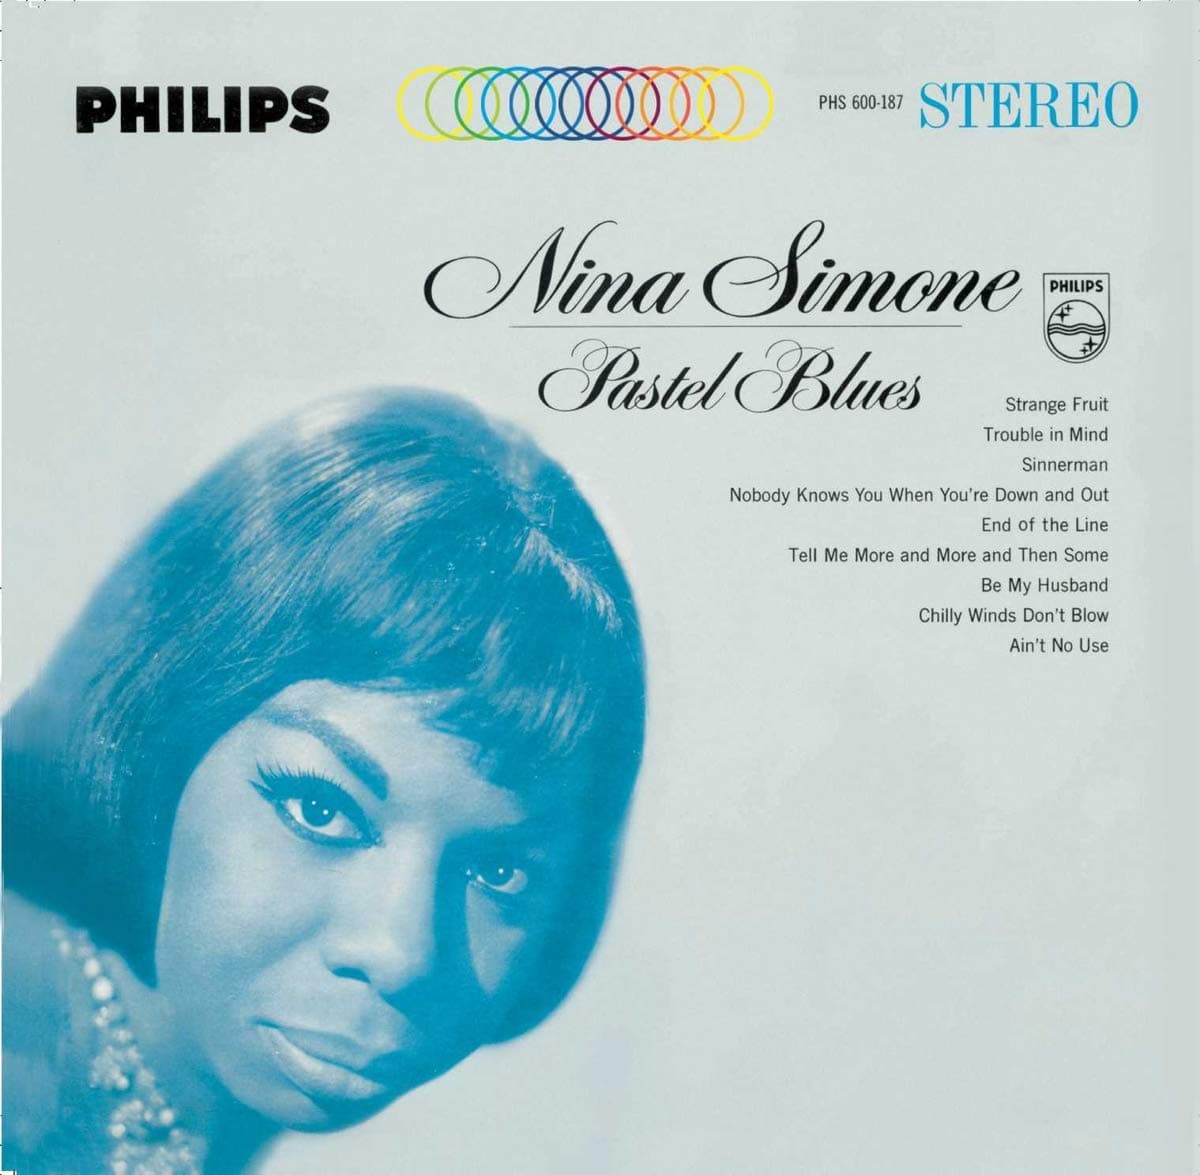 PHILIPS
PHS 600-187 STEREO
Nina Simone
PHILIPS
Pastel Blues
Strange Fruit
Trouble in Mind
Sinnerman
Nobody Knows You When You're Down and Out
End of the Line
Tell Me More and More and Then Some
Be My Husband
Chilly Winds Don't Blow
Ain't No Use